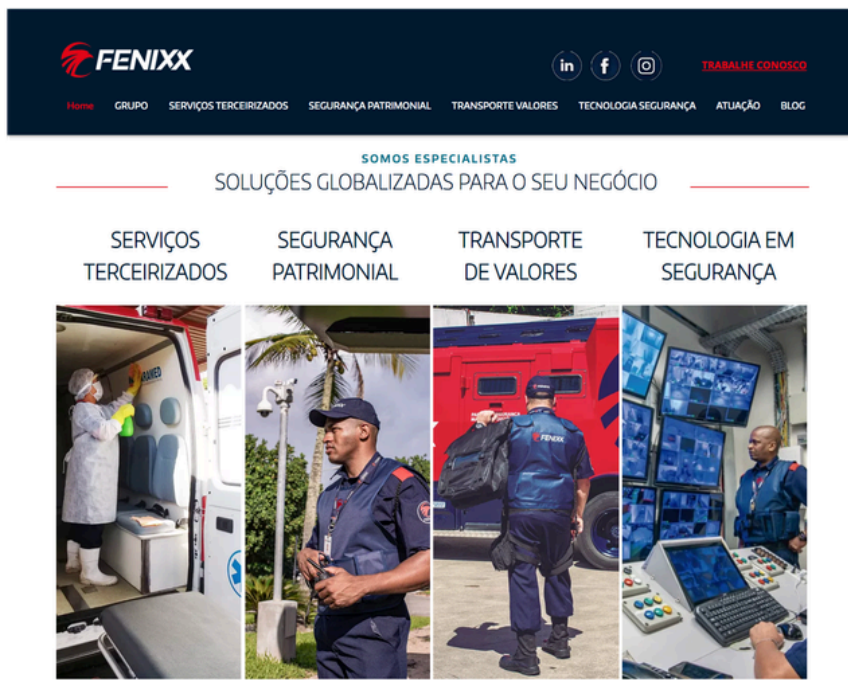 FENIXX
TRABALHE CONOSCO
Home GRUPO SERVIÇOS TERCEIRIZADOS SEGURANÇA PATRIMONIAL TRANSPORTE VALORES TECNOLOGIA SEGURANÇA ATUAÇÃO BLOG
SOMOS ESPECIALISTAS
SOLUÇÕES GLOBALIZADAS PARA O SEU NEGÓCIO
SERVIÇOS
TERCEIRIZADOS
SEGURANÇA
PATRIMONIAL
TRANSPORTE
DE VALORES
TECNOLOGIA EM
SEGURANÇA
FENIXX